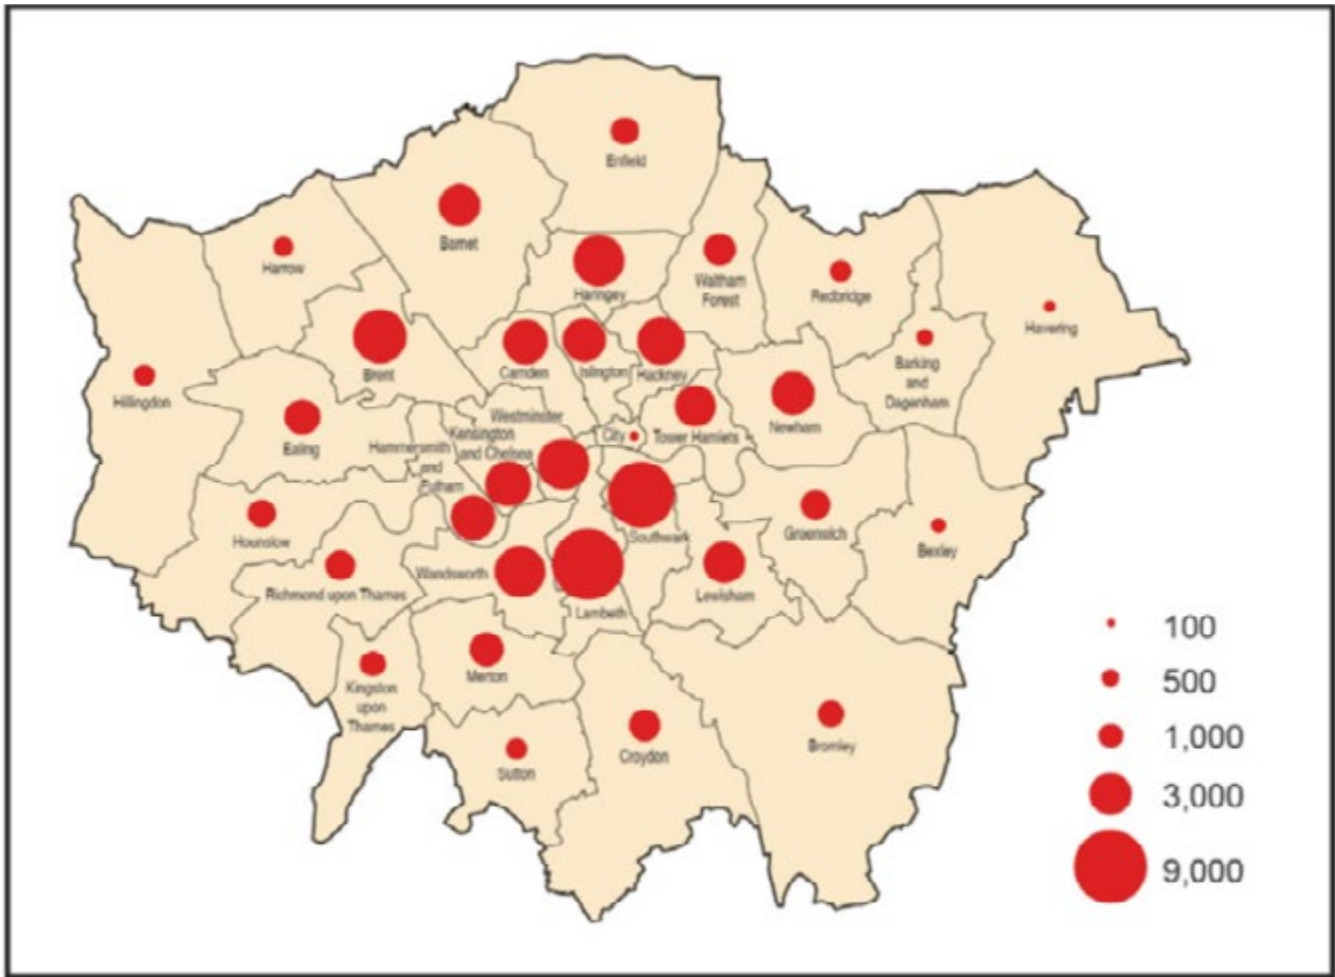 Enfield
Barnet
Harrow
Haringey
Waltham
Forest
Redbridge
Havering
Brent
Camden
Islington
Hackney
Barking
and
Dagenham
Hillingdon
Ealing
Westminster
Kensington
and Chelsea
Hammersmith
and
Fulham
City
Tower Hamlets
Newham
Hounslow
Southwark
Greenwich
Bexley
Richmond upon Thames
Wandsworth
Lambeth
Lewisham
Kingston
upon
Thames
Merton
Sutton
Croydon
Bromley
100
500
1,000
3,000
9,000